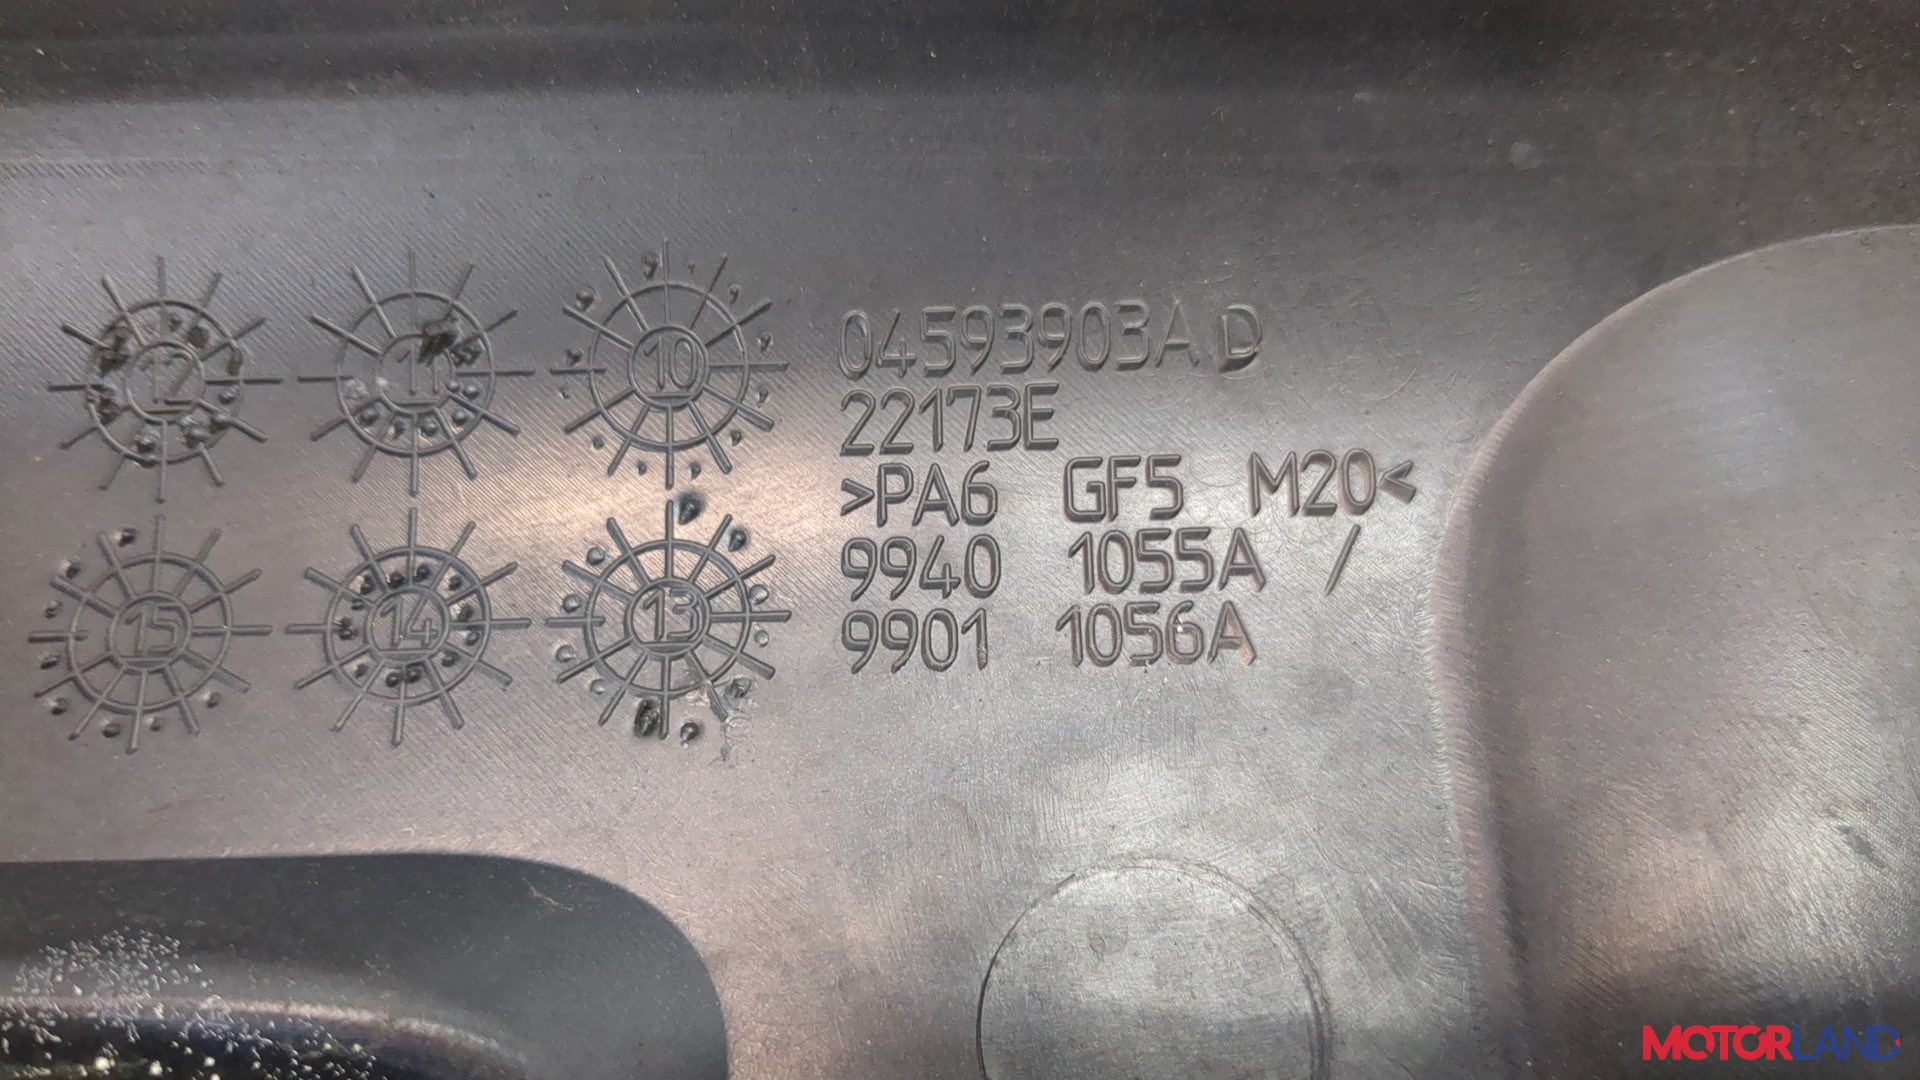 12 11 10
04593903A D
22173E
>PA6 GF5 M20<
9940 1055A /
9901 1056A
15 14 13
MOTORLAND